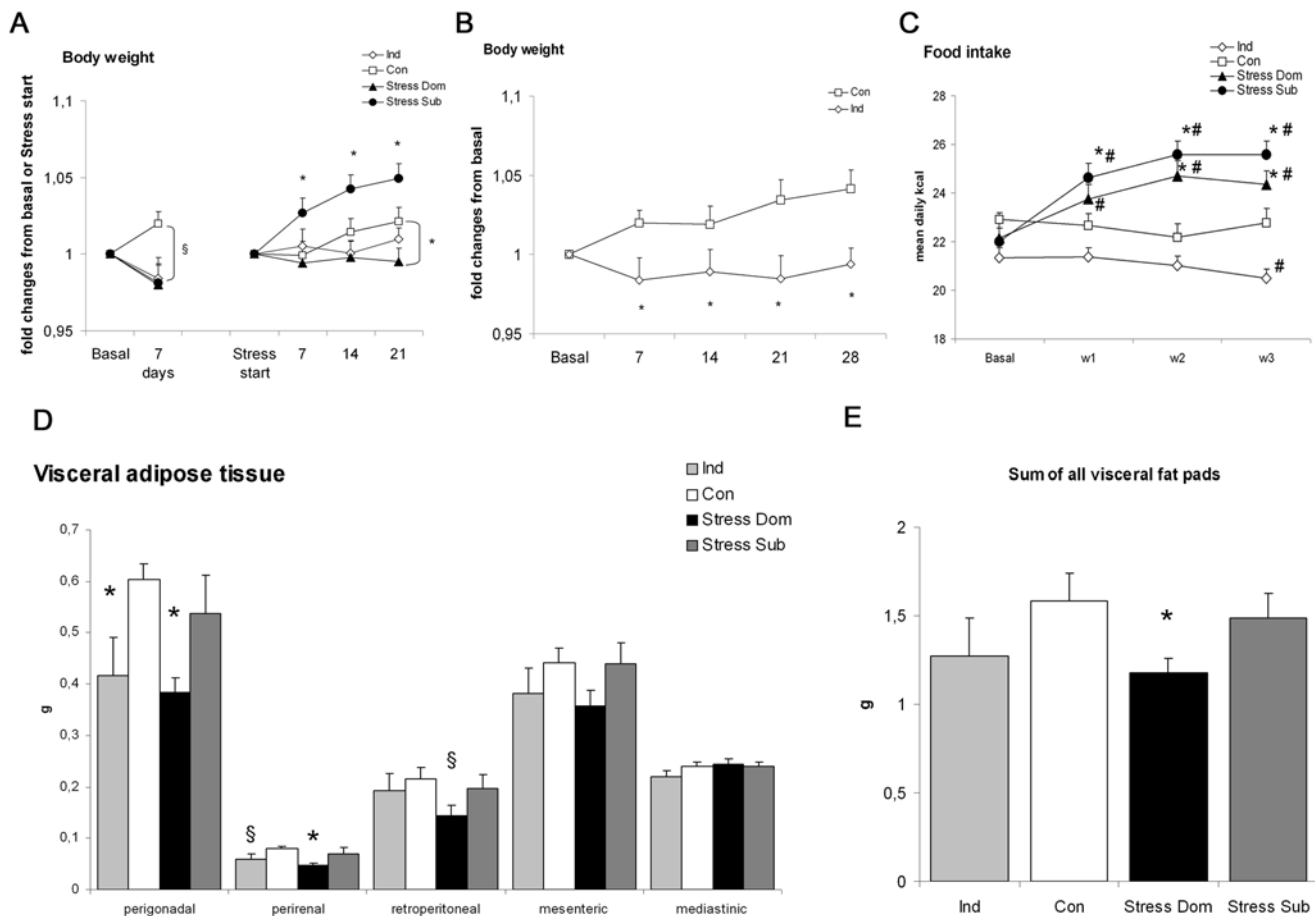 A
Body weight
Ind
Con
Stress Dom
Stress Sub
fold changes from basal or Stress start
1,1
1,05
1
0,95
§
*
*
*
*
*
Basal
7
days
Stress
start
7
14
21
B
Body weight
Con
Ind
fold changes from basal
1,1
1,05
1
0,95
*
*
*
*
Basal
7
14
21
28
C
Food intake
Ind
Con
Stress Dom
Stress Sub
mean daily kcal
28
26
24
22
20
18
*#
*#
*#
#
*#
*#
#
Basal
w1
w2
w3
D
Visceral adipose tissue
Ind
Con
Stress Dom
Stress Sub
g
0,7
0,6
0,5
0,4
0,3
0,2
0,1
0
*
*
§
*
§
perigonadal
perirenal
retroperitoneal
mesenteric
mediastinic
E
Sum of all visceral fat pads
g
2
1,5
1
0,5
0
*
Ind
Con
Stress Dom
Stress Sub